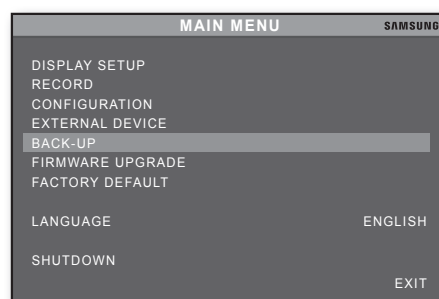 MAIN MENU SAMSUNG
DISPLAY SETUP
RECORD
CONFIGURATION
EXTERNAL DEVICE
BACK-UP
FIRMWARE UPGRADE
FACTORY DEFAULT
LANGUAGE ENGLISH
SHUTDOWN
EXIT